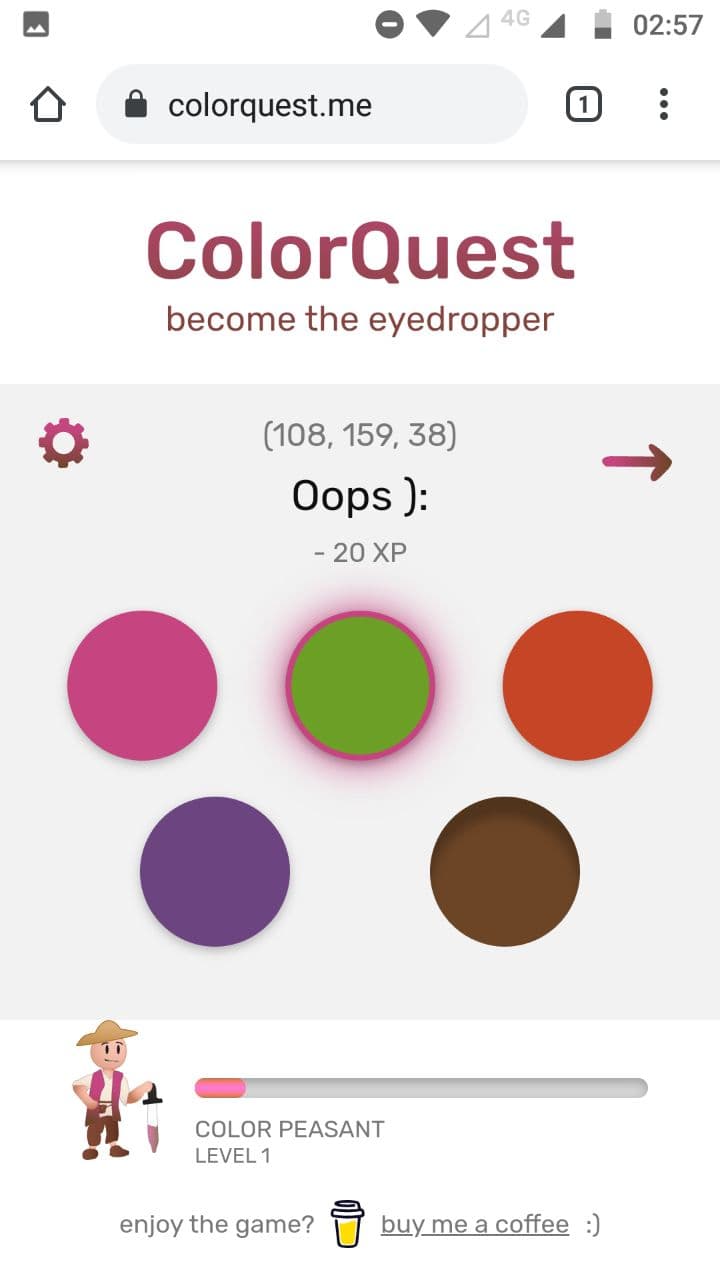 4G 02:57
colorquest.me 1
ColorQuest
become the eyedropper
(108, 159, 38)
Oops ):
- 20 XP
COLOR PEASANT
LEVEL 1
enjoy the game? buy me a coffee :)